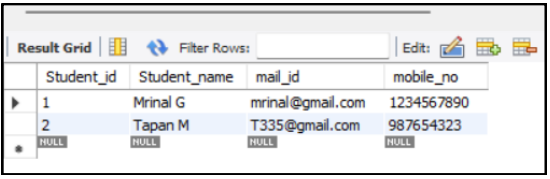 Result Grid Filter Rows: Edit:
Student_id Student_name mail_id mobile_no
1 Mrinal G mrinal@gmail.com 1234567890
2 Tapan M T335@gmail.com 987654323
NULL NULL NULL NULL